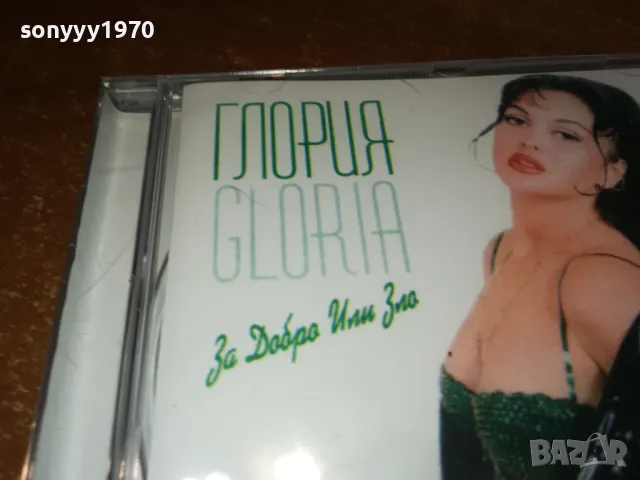 sonyyy1970
ГЛОРИЯ
GLORIA
За Добро Или Зло
BAZAR